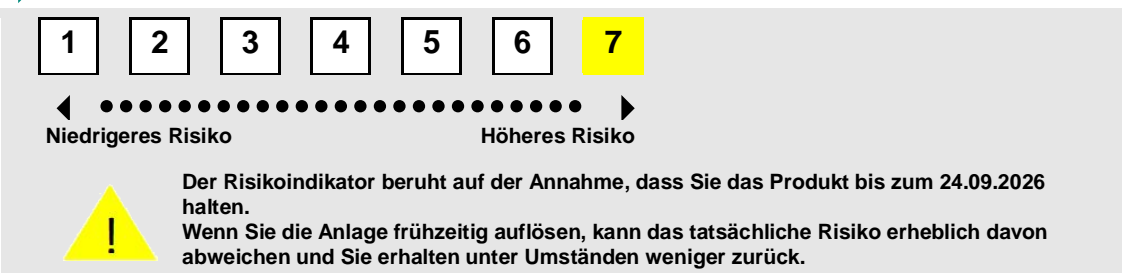 1 2 3 4 5 6 7
Niedrigeres Risiko Höheres Risiko
Der Risikoindikator beruht auf der Annahme, dass Sie das Produkt bis zum 24.09.2026
halten.
Wenn Sie die Anlage frühzeitig auflösen, kann das tatsächliche Risiko erheblich davon
abweichen und Sie erhalten unter Umständen weniger zurück.
!